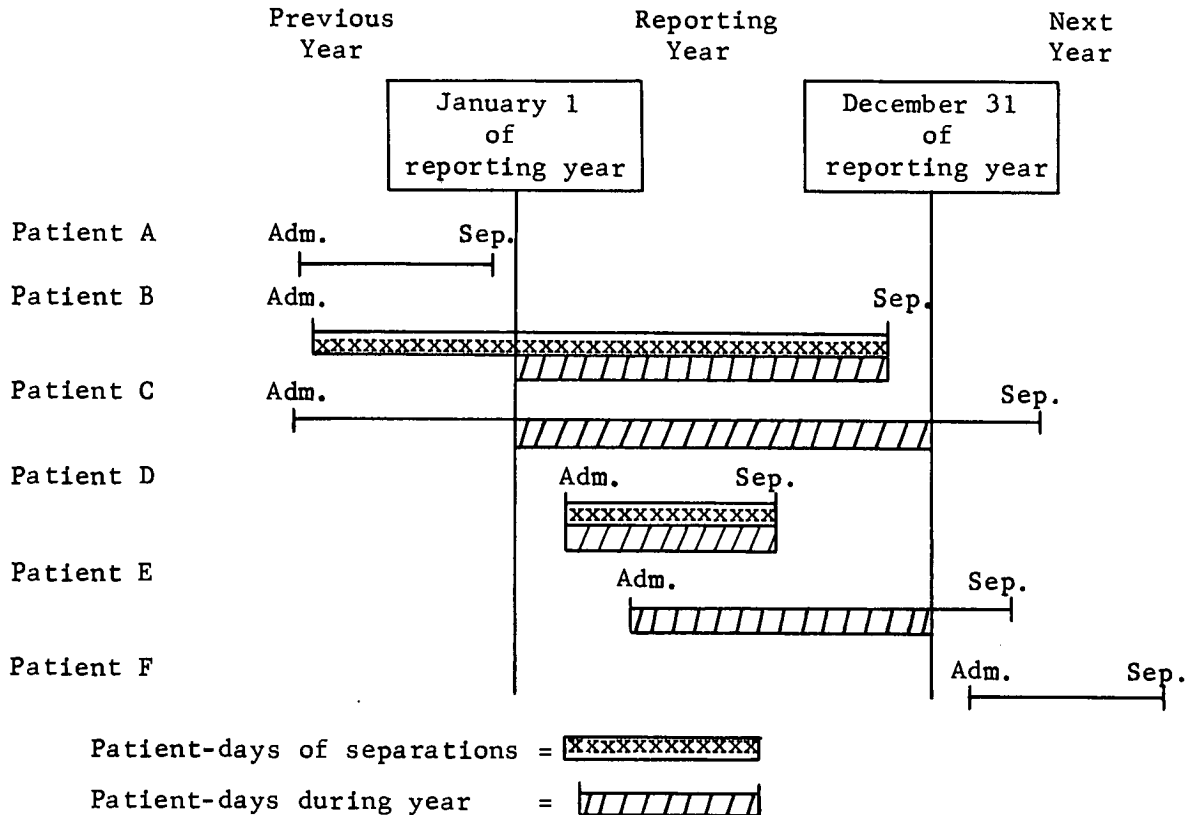 Previous Year
Reporting Year
Next Year
January 1 of reporting year
December 31 of reporting year
Patient A Adm. Sep.
Patient B Adm. Sep.
Patient C Adm. Sep.
Patient D Adm. Sep.
Patient E Adm. Sep.
Patient F Adm. Sep.
Patient-days of separations =
Patient-days during year =